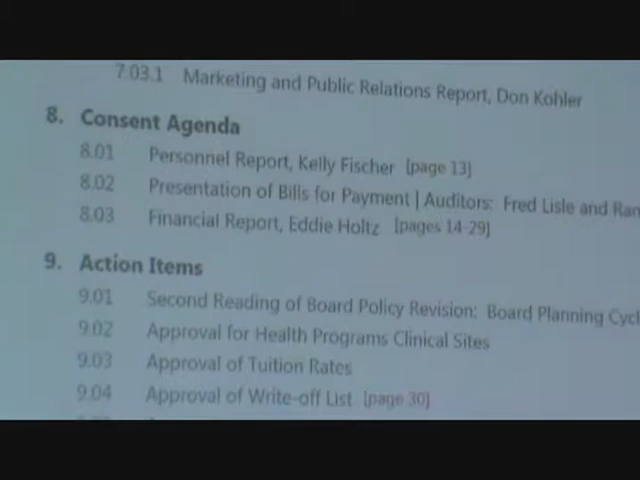 7.03.1 Marketing and Public Relations Report, Don Kohler
8. Consent Agenda
8.01 Personnel Report, Kelly Fischer [page 13]
8.02 Presentation of Bills for Payment | Auditors: Fred Lisle and Ran
8.03 Financial Report, Eddie Holtz [pages 14-29]
9. Action Items
9.01 Second Reading of Board Policy Revision: Board Planning Cycl
9.02 Approval for Health Programs Clinical Sites
9.03 Approval of Tuition Rates
9.04 Approval of Write-off List [page 30]